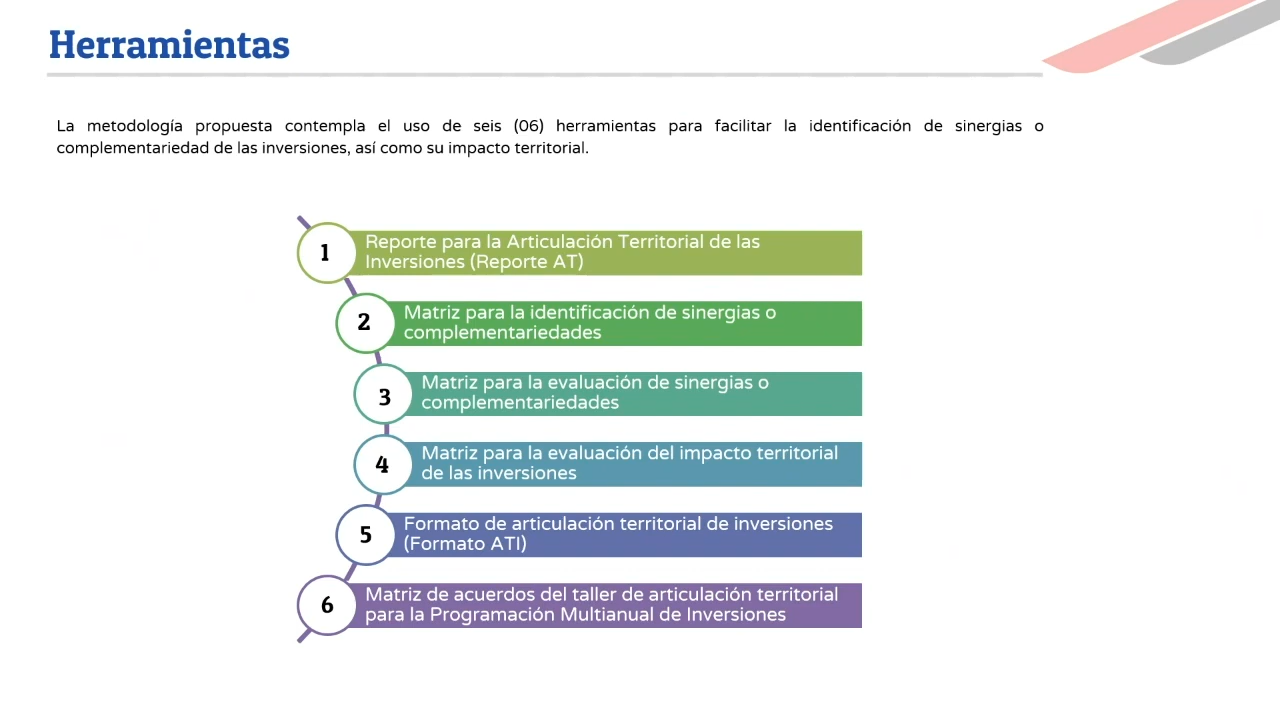 Herramientas
La metodología propuesta contempla el uso de seis (06) herramientas para facilitar la identificación de sinergias o
complementariedad de las inversiones, así como su impacto territorial.
1
Reporte para la Articulación Territorial de las
Inversiones (Reporte AT)
2
Matriz para la identificación de sinergias o
complementariedades
3
Matriz para la evaluación de sinergias o
complementariedades
4
Matriz para la evaluación del impacto territorial
de las inversiones
5
Formato de articulación territorial de inversiones
(Formato ATI)
6
Matriz de acuerdos del taller de articulación territorial
para la Programación Multianual de Inversiones